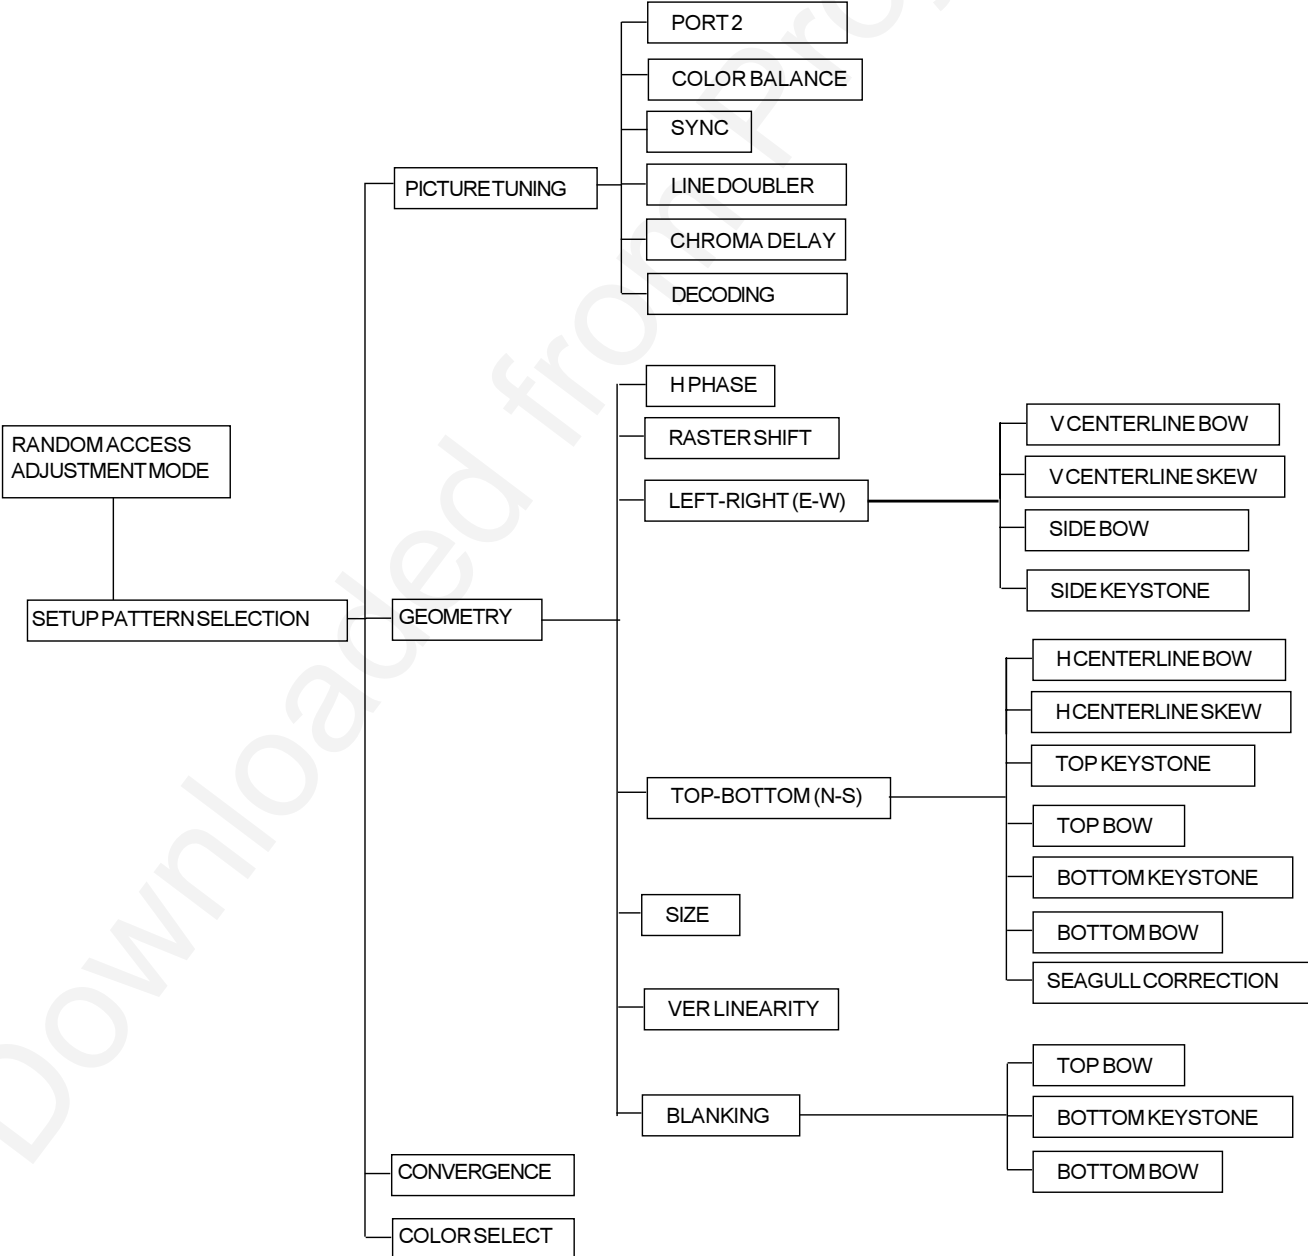 PORT 2
COLOR BALANCE
SYNC
PICTURE TUNING
LINE DOUBLER
CHROMA DELAY
DECODING
H PHASE
RASTER SHIFT
LEFT-RIGHT (E-W)
V CENTERLINE BOW
V CENTERLINE SKEW
SIDE BOW
SIDE KEYSTONE
RANDOM ACCESS
ADJUSTMENT MODE
SETUP PATTERN SELECTION
GEOMETRY
H CENTERLINE BOW
H CENTERLINE SKEW
TOP KEYSTONE
TOP-BOTTOM (N-S)
TOP BOW
BOTTOM KEYSTONE
BOTTOM BOW
SEAGULL CORRECTION
SIZE
VER LINEARITY
BLANKING
TOP BOW
BOTTOM KEYSTONE
BOTTOM BOW
CONVERGENCE
COLOR SELECT
Downloaded from